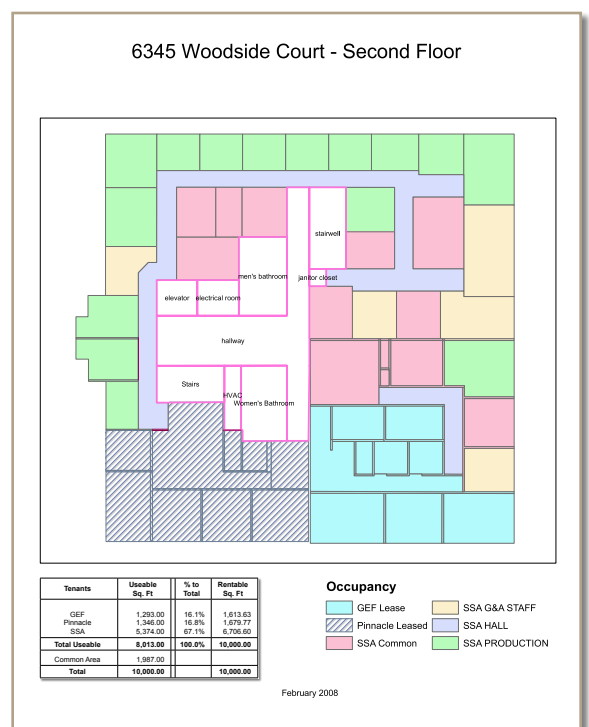 6345 Woodside Court - Second Floor
stairwell
men's bathroom
janitor closet
elevator
electrical room
hallway
Stairs
HVAC
Women's Bathroom
Tenants Useable Sq. Ft % to Total Rentable Sq. Ft
GEF 1,293.00 16.1% 1,613.63
Pinnacle 1,346.00 16.8% 1,679.77
SSA 5,374.00 67.1% 6,706.60
Total Useable 8,013.00 100.0% 10,000.00
Common Area 1,987.00
Total 10,000.00 10,000.00
Occupancy
GEF Lease SSA G&A STAFF
Pinnacle Leased SSA HALL
SSA Common SSA PRODUCTION
February 2008